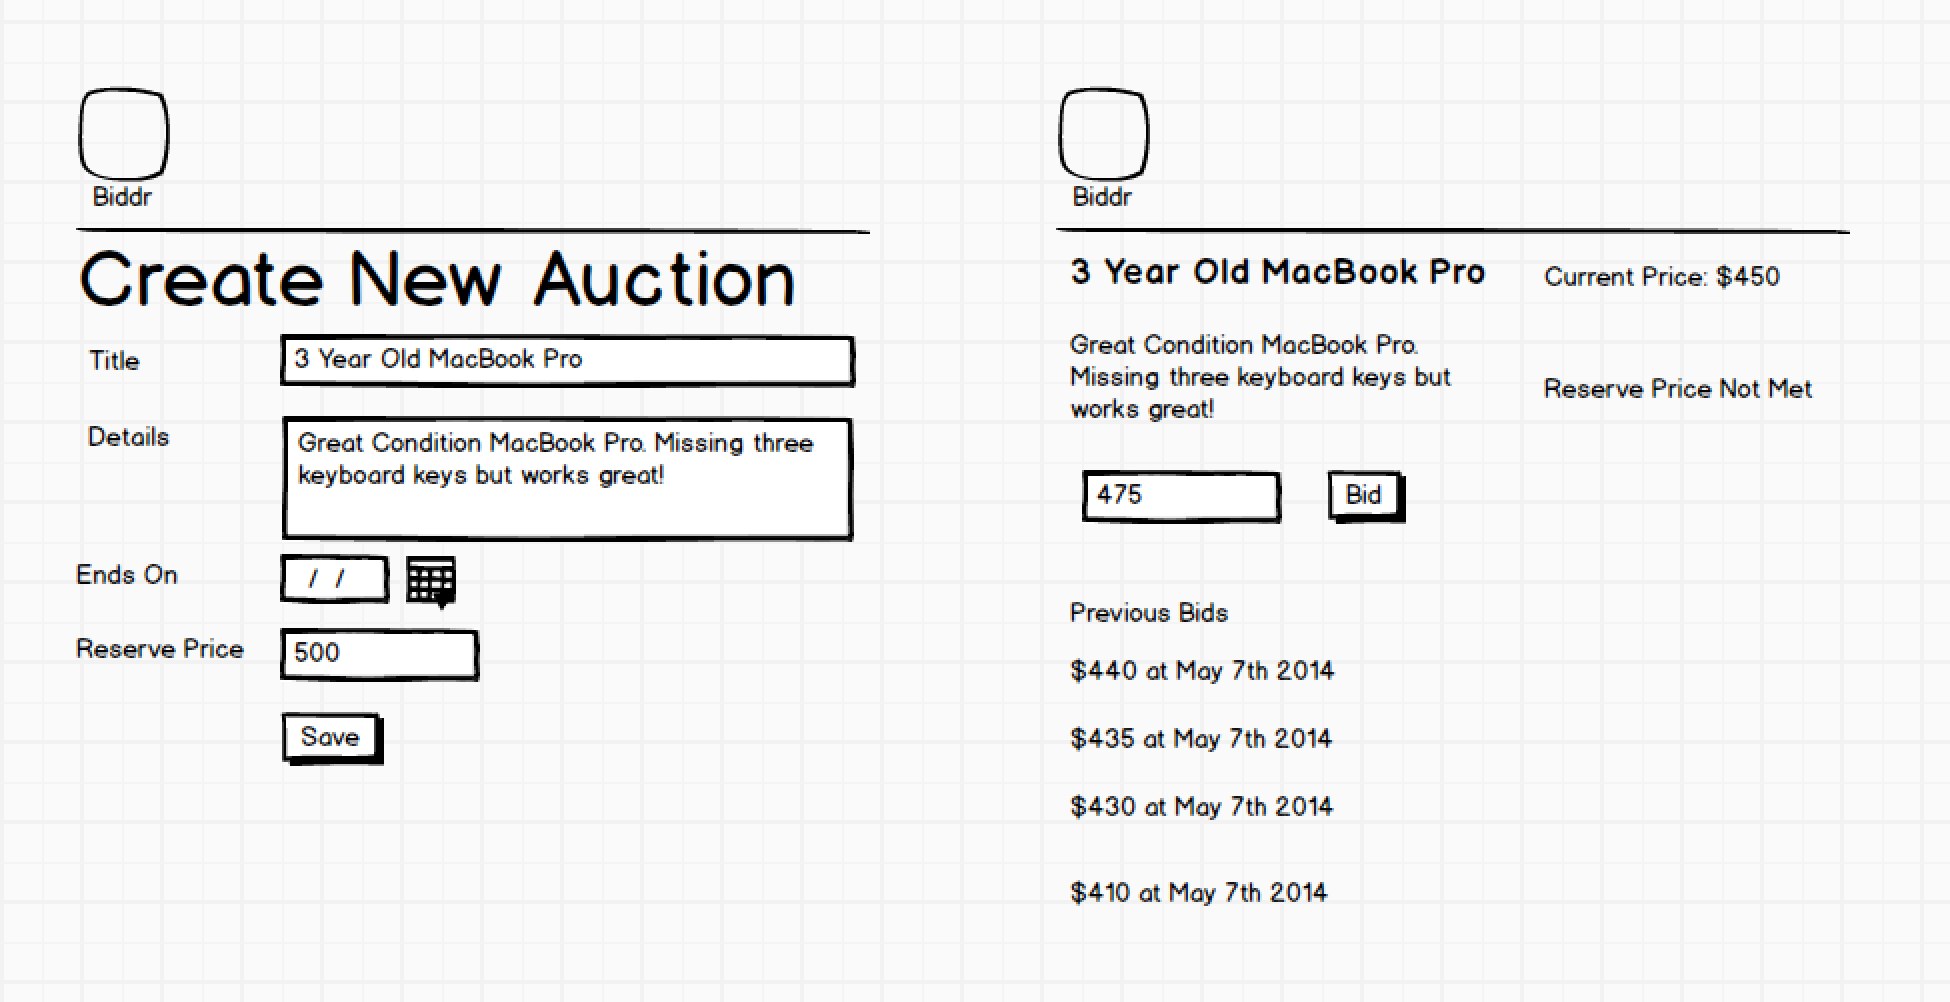 Biddr
Create New Auction
Title
3 Year Old MacBook Pro
Details
Great Condition MacBook Pro. Missing three
keyboard keys but works great!
Ends On
/ /
Reserve Price
500
Save
Biddr
3 Year Old MacBook Pro
Current Price: $450
Great Condition MacBook Pro.
Missing three keyboard keys but
works great!
Reserve Price Not Met
475
Bid
Previous Bids
$440 at May 7th 2014
$435 at May 7th 2014
$430 at May 7th 2014
$410 at May 7th 2014